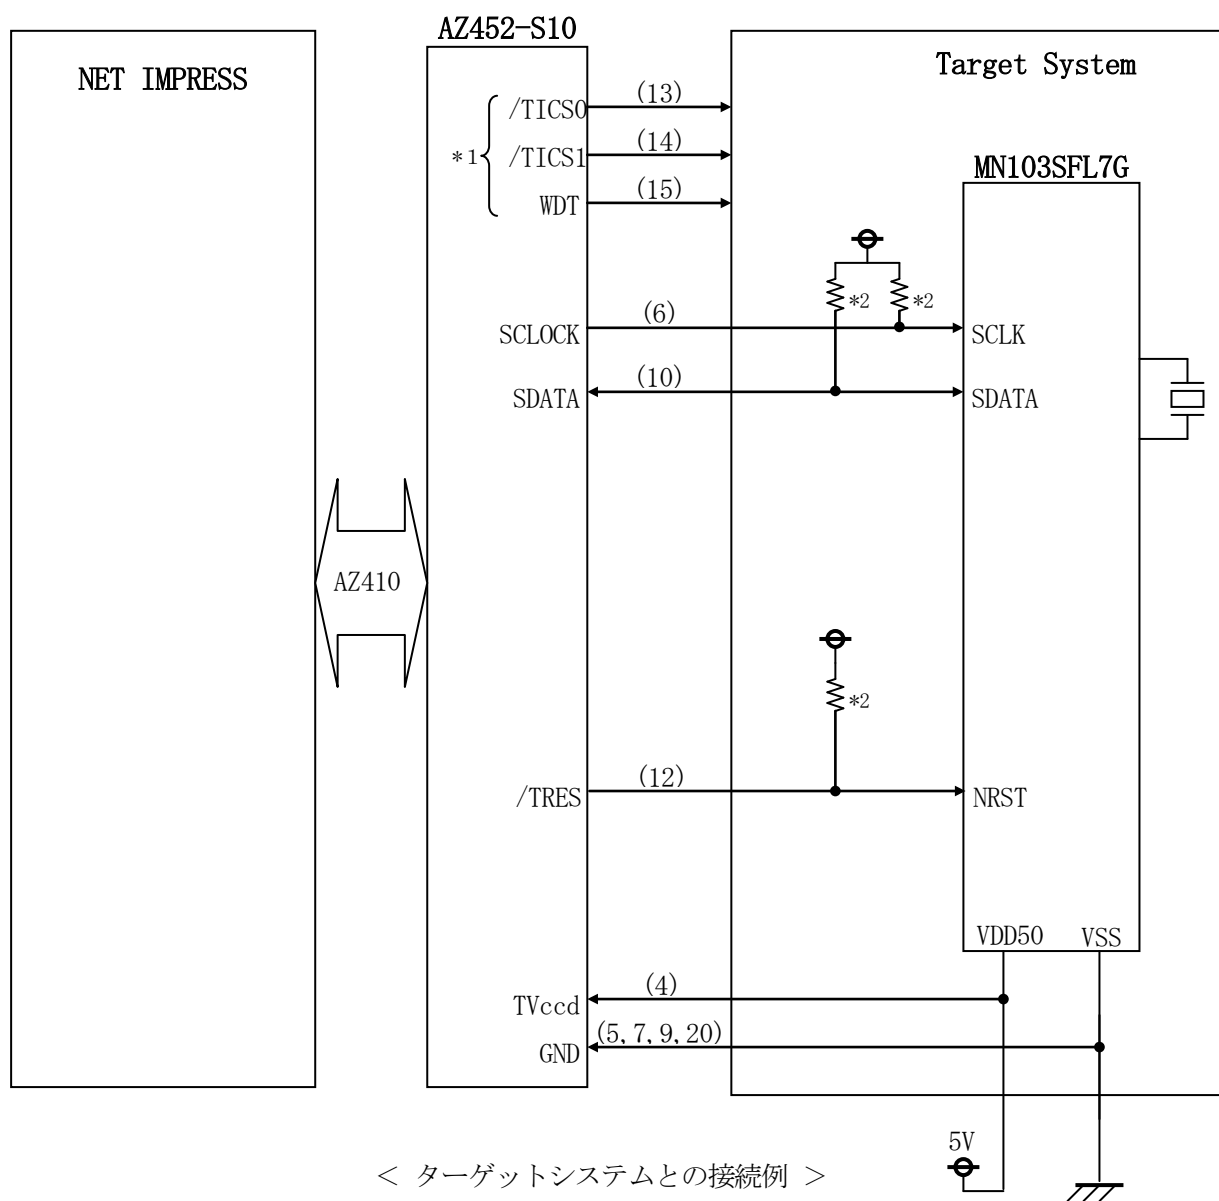 AZ452-S10
NET IMPRESS
Target System
/TICS0
(13)
*1
/TICS1
(14)
WDT
(15)
MN103SFL7G
*2
*2
SCLOCK
(6)
SCLK
SDATA
(10)
SDATA
AZ410
*2
/TRES
(12)
NRST
VDD50
VSS
TVccd
(4)
GND
(5, 7, 9, 20)
5V
< ターゲットシステムとの接続例 >